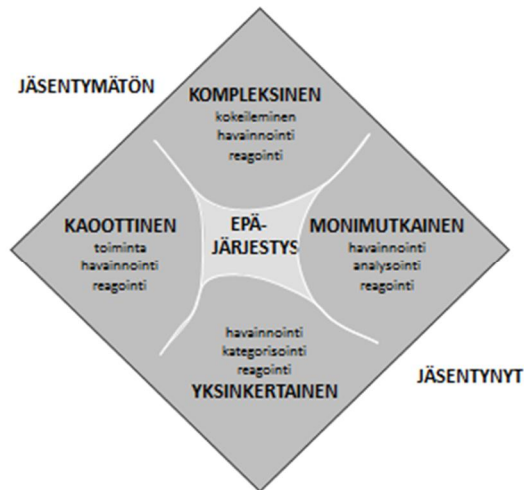 JÄSENTYMÄTÖN
KOMPLEKSINEN
kokeileminen
havainnointi
reagointi
KAOOTTINEN
toiminta
havainnointi
reagointi
EPÄ-
JÄRJESTYS
MONIMUTKAINEN
havainnointi
analysointi
reagointi
havainnointi
kategorisointi
reagointi
YKSINKERTAINEN
JÄSENTYNYT